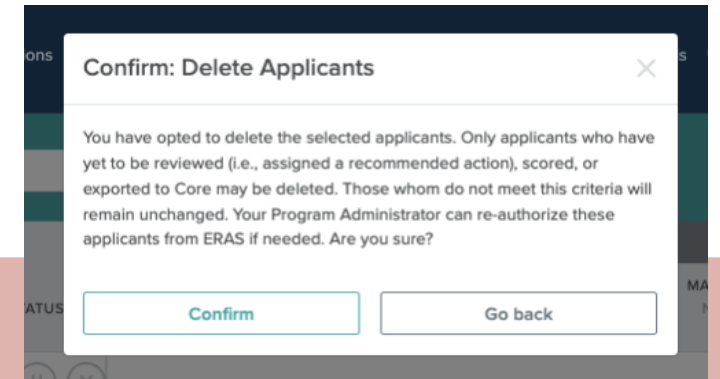 ons
s
Confirm: Delete Applicants
You have opted to delete the selected applicants. Only applicants who have
yet to be reviewed (i.e., assigned a recommended action), scored, or
exported to Core may be deleted. Those whom do not meet this criteria will
remain unchanged. Your Program Administrator can re-authorize these
applicants from ERAS if needed. Are you sure?
MA
ATUS
Confirm
Go back